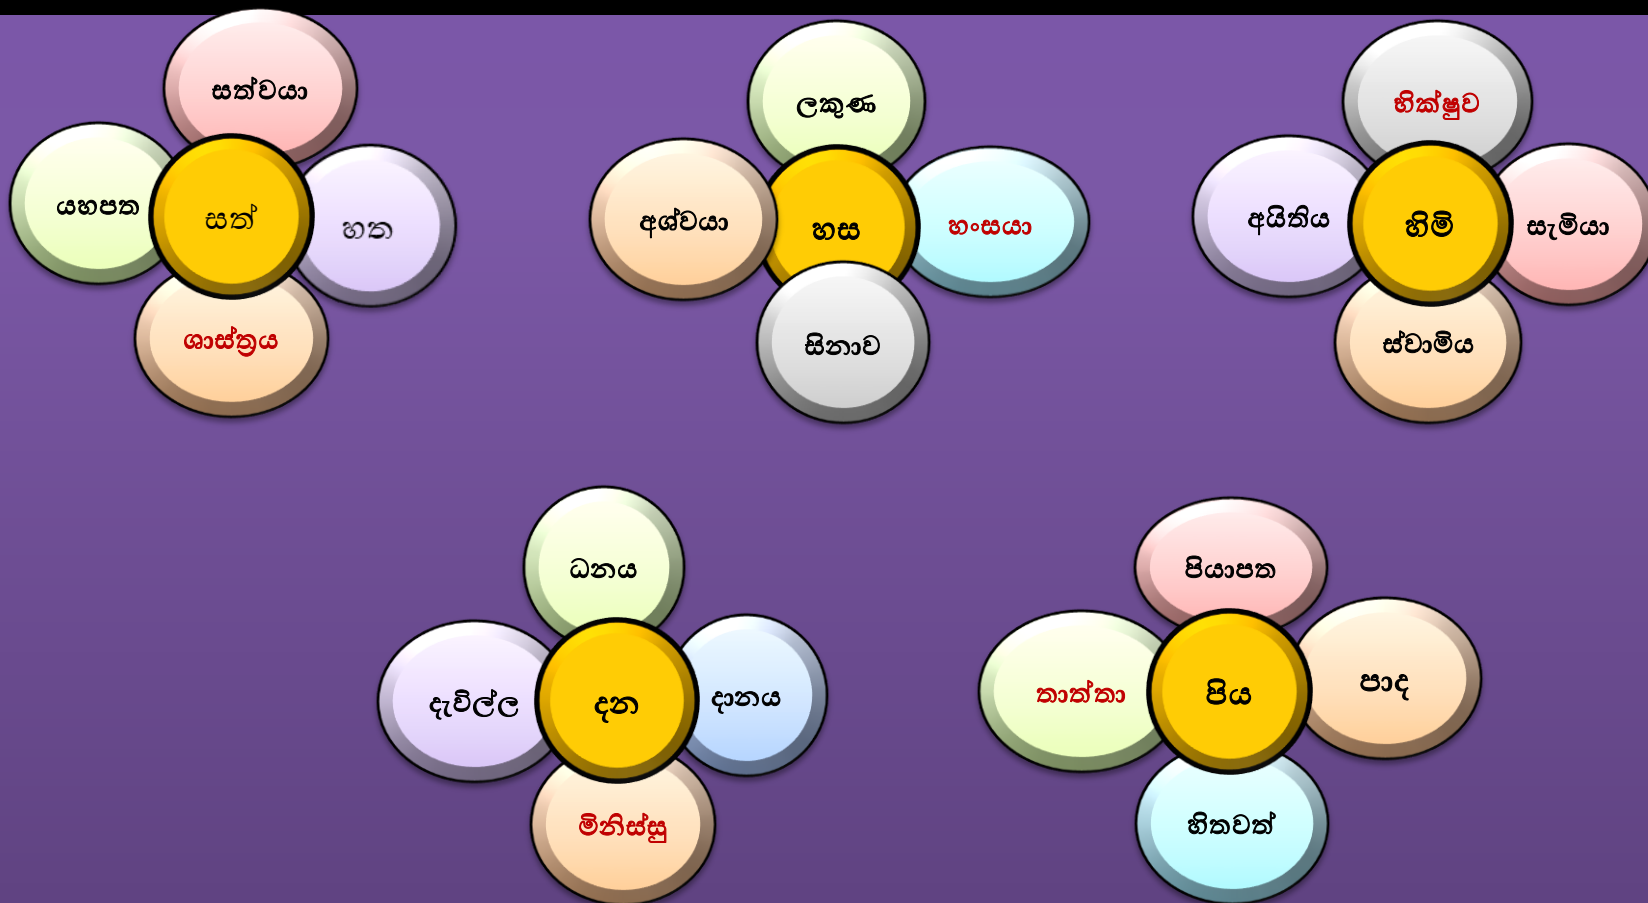 සත්වයා
යහපත
සත්
හත
ශාස්ත්‍රය
ලකුණ
අශ්වයා
හස
හංසයා
සිනාව
භික්ෂුව
අයිතිය
හිමි
සැමියා
ස්වාමිය
ධනය
දැවිල්ල
දන
දානය
මිනිස්සු
පියාපත
තාත්තා
පිය
පාද
හිතවත්